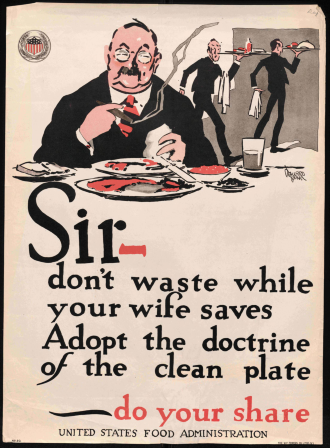 Sir-
don't waste while
your wife saves
Adopt the doctrine
of the clean plate
—do your share
UNITED STATES FOOD ADMINISTRATION